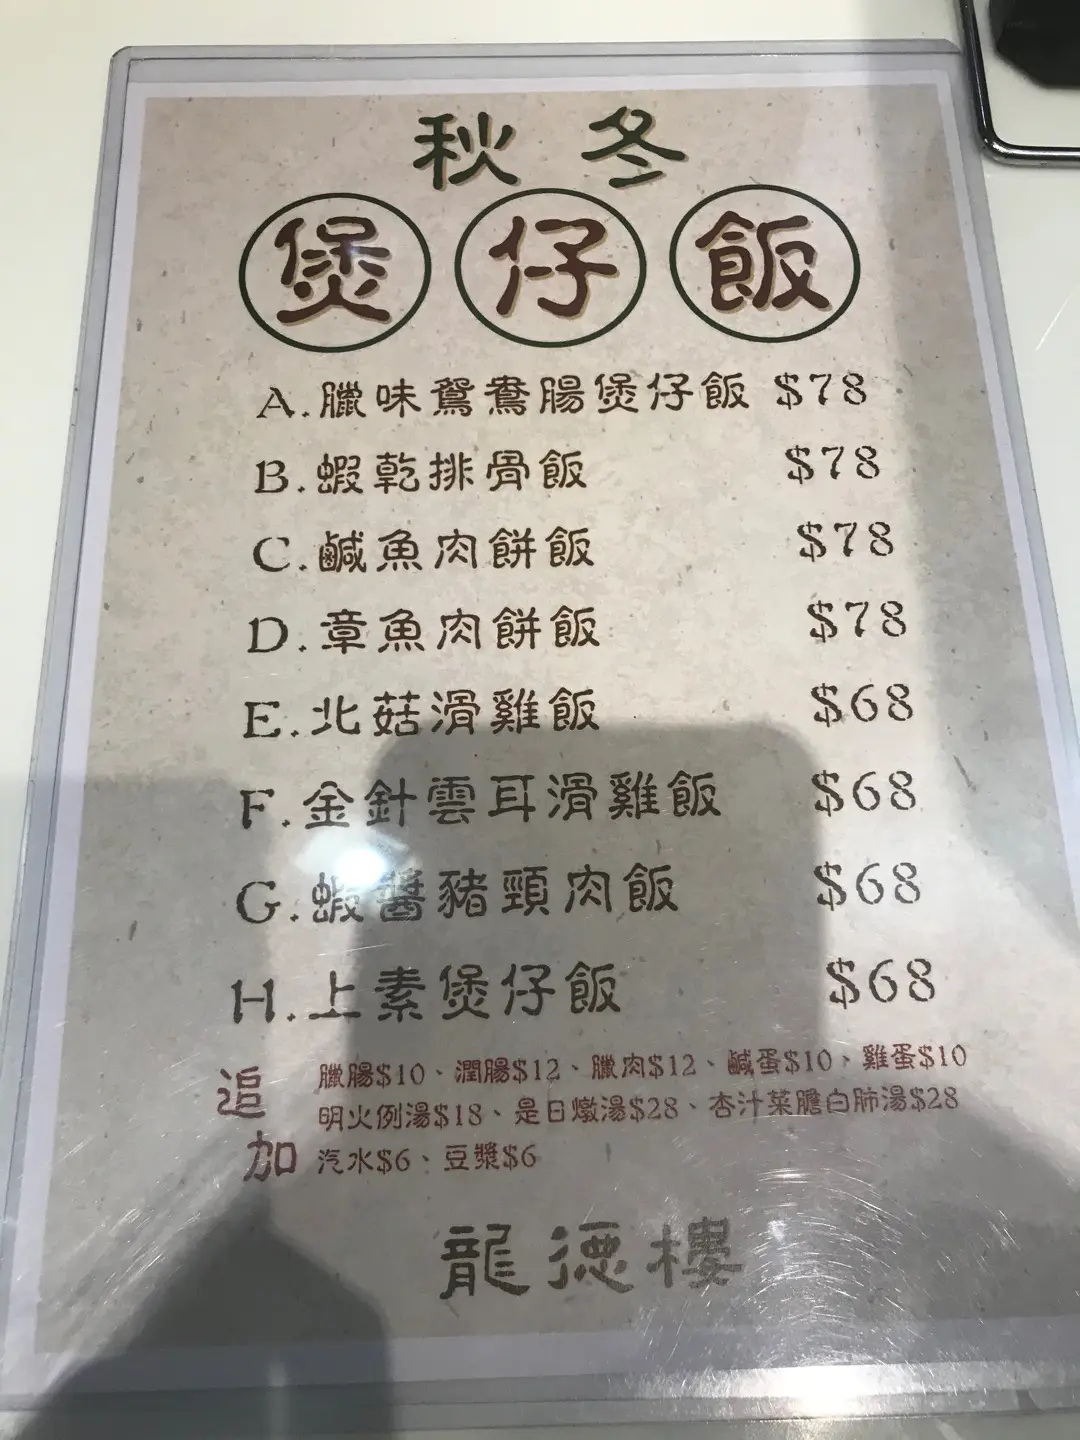 秋冬
煲仔飯
A.臘味鴛鴦腸煲仔飯 $78
B.蝦乾排骨飯 $78
C.鹹魚肉餅飯 $78
D.章魚肉餅飯 $78
E.北菇滑雞飯 $68
F.金針雲耳滑雞飯 $68
G.蝦醬豬頸肉飯 $68
H.上素煲仔飯 $68
追加
臘腸$10、潤腸$12、臘肉$12、鹹蛋$10、雞蛋$10
明火例湯$18、是日燉湯$28、杏汁菜膽白肺湯$28
汽水$6、豆漿$6
龍德樓